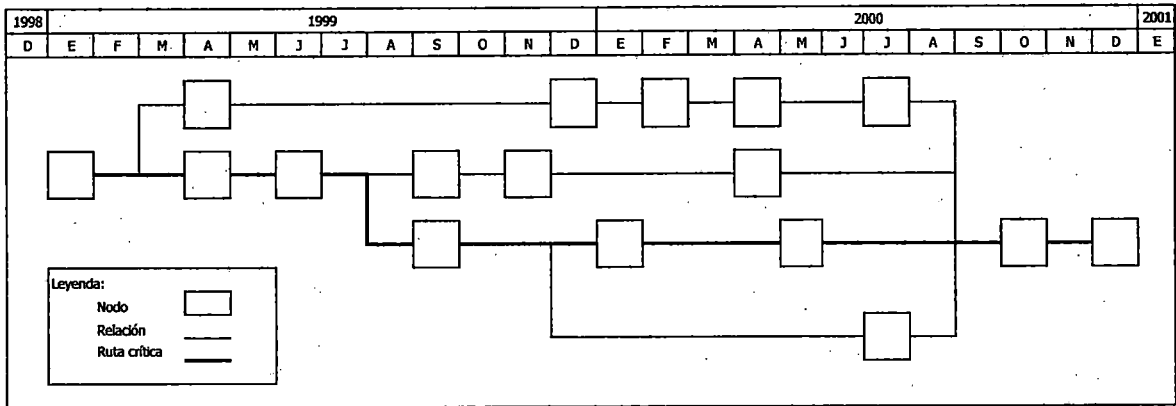 1998 1999 2000 2001
D E F M A M J J A S O N D E F M A M J J A S O N D E
Leyenda:
Nodo
Relación
Ruta crítica